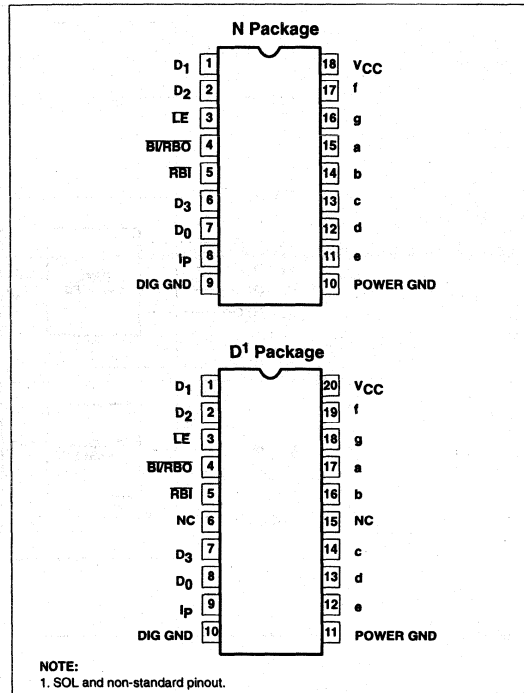 N Package
D1 1 18 VCC
D2 2 17 f
LE 3 16 g
BI/RBO 4 15 a
RBI 5 14 b
D3 6 13 c
D0 7 12 d
IP 8 11 e
DIG GND 9 10 POWER GND
D1 Package
D1 1 20 VCC
D2 2 19 f
LE 3 18 g
BI/RBO 4 17 a
RBI 5 16 b
NC 6 15 NC
D3 7 14 c
D0 8 13 d
IP 9 12 e
DIG GND 10 11 POWER GND
NOTE:
1. SOL and non-standard pinout.